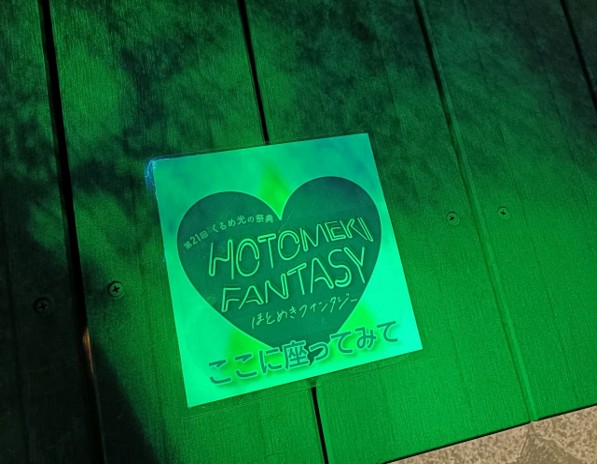 第21回 くるめ光の祭典
HOTOMEKI
FANTASY
ほとめきファンタジー
ここに座ってみて